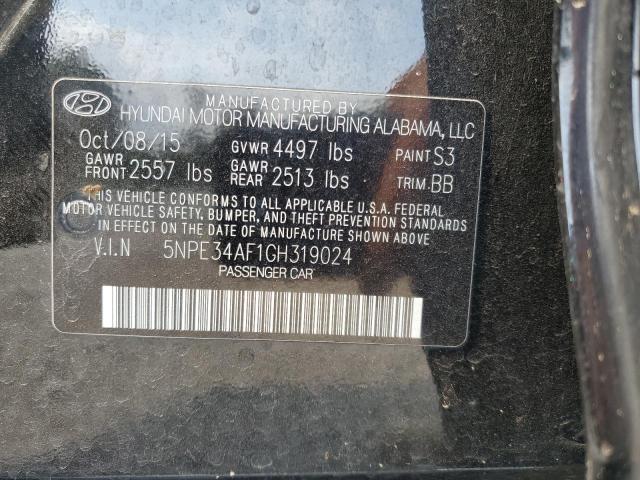 MANUFACTURED BY
HYUNDAI MOTOR MANUFACTURING ALABAMA, LLC
Oct/08/15 GVWR 4497 lbs PAINT S3
GAWR FRONT 2557 lbs GAWR REAR 2513 lbs TRIM BB
THIS VEHICLE CONFORMS TO ALL APPLICABLE U.S.A. FEDERAL
MOTOR VEHICLE SAFETY, BUMPER, AND THEFT PREVENTION STANDARDS
IN EFFECT ON THE DATE OF MANUFACTURE SHOWN ABOVE.
V.I.N 5NPE34AF1GH319024
PASSENGER CAR